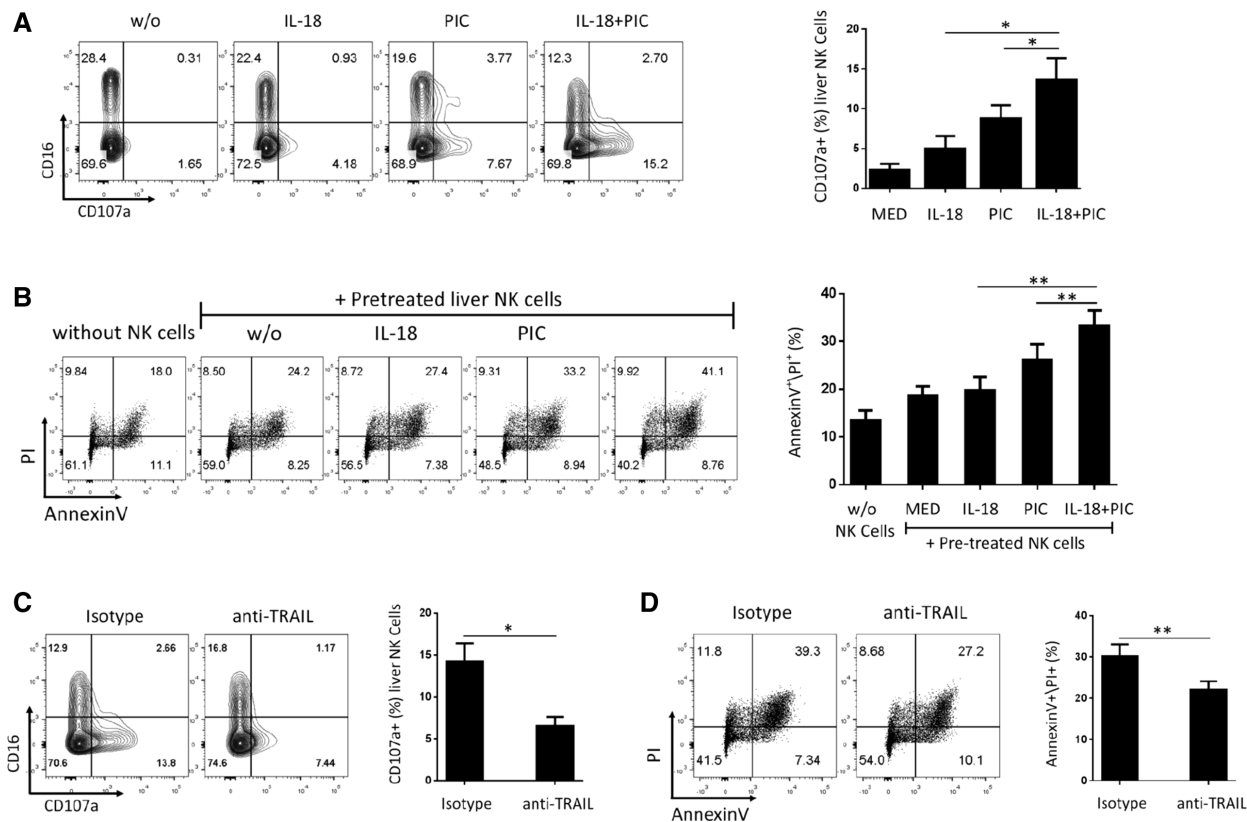 A
w/o IL-18 PIC IL-18+PIC
28.4 0.31 22.4 0.93 19.6 3.77 12.3 2.70
69.6 1.65 72.5 4.18 68.9 7.67 69.8 15.2
CD16
CD107a
CD107a+ (%) liver NK Cells
20
15
10
5
0
* *
MED IL-18 PIC IL-18+PIC
B
+ Pretreated liver NK cells
without NK cells w/o IL-18 PIC
9.84 18.0 8.50 24.2 8.72 27.4 9.31 33.2 9.92 41.1
61.1 11.1 59.0 8.25 56.5 7.38 48.5 8.94 40.2 8.76
PI
AnnexinV
AnnexinV⁺\PI⁺ (%)
40
30
20
10
0
** **
w/o MED IL-18 PIC IL-18+PIC
NK Cells
+ Pre-treated NK cells
C
Isotype anti-TRAIL
12.9 2.66 16.8 1.17
70.6 13.8 74.6 7.44
CD16
CD107a
CD107a+ (%) liver NK Cells
20
15
10
5
0
*
Isotype anti-TRAIL
D
Isotype anti-TRAIL
11.8 39.3 8.68 27.2
41.5 7.34 54.0 10.1
PI
AnnexinV
AnnexinV+\PI+ (%)
40
30
20
10
0
**
Isotype anti-TRAIL